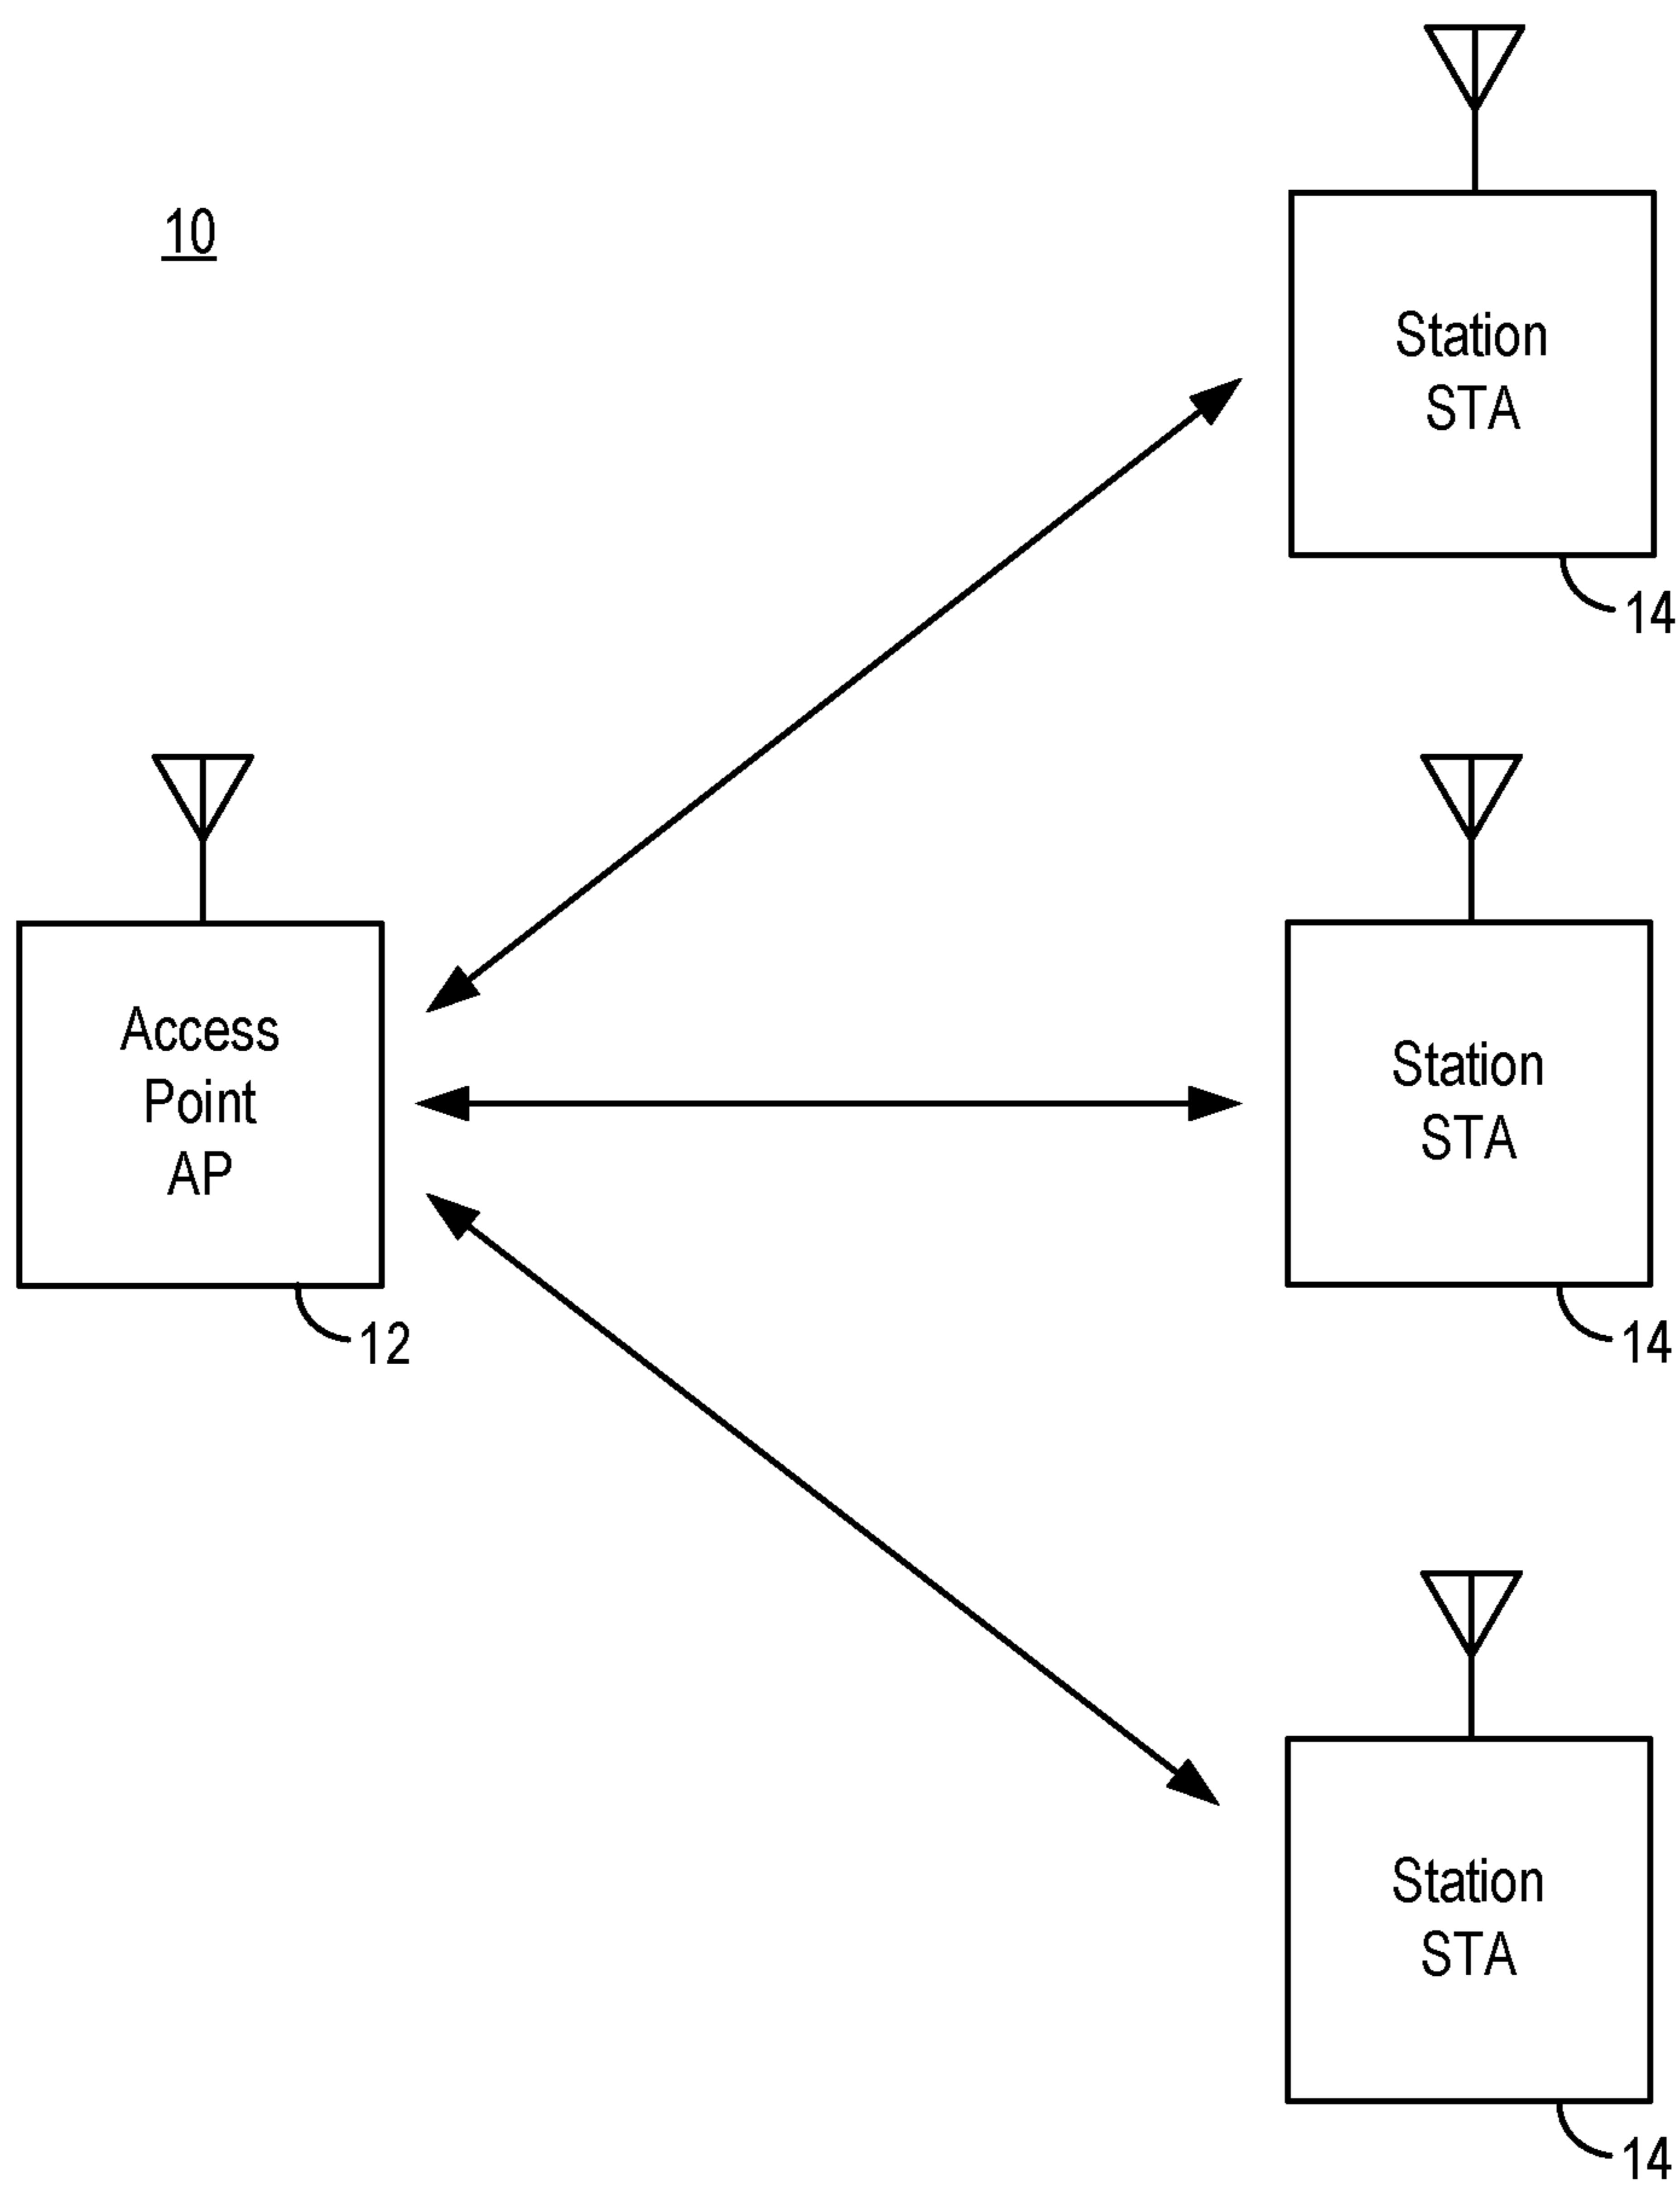 10
Station
STA
14
Access
Point
AP
12
Station
STA
14
Station
STA
14